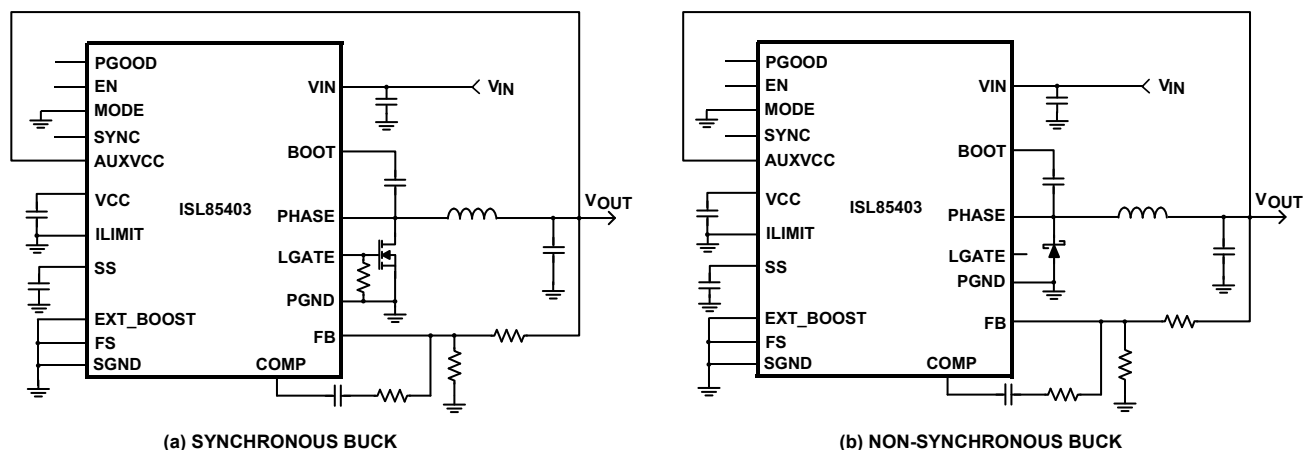 PGOOD
EN
MODE
SYNC
AUXVCC
VCC
ILIMIT
SS
EXT_BOOST
FS
SGND
ISL85403
VIN
BOOT
PHASE
LGATE
PGND
FB
COMP
VIN
VOUT
(a) SYNCHRONOUS BUCK
PGOOD
EN
MODE
SYNC
AUXVCC
VCC
ILIMIT
SS
EXT_BOOST
FS
SGND
ISL85403
VIN
BOOT
PHASE
LGATE
PGND
FB
COMP
VIN
VOUT
(b) NON-SYNCHRONOUS BUCK